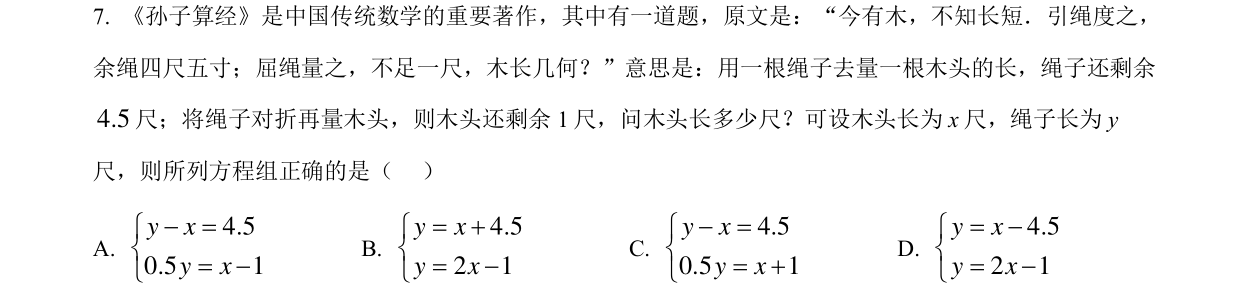 7. 《孙子算经》是中国传统数学的重要著作，其中有一道题，原文是：“今有木，不知长短．引绳度之，
余绳四尺五寸；屈绳量之，不足一尺，木长几何？”意思是：用一根绳子去量一根木头的长，绳子还剩余
4.5 尺；将绳子对折再量木头，则木头还剩余 1 尺，问木头长多少尺？可设木头长为 x 尺，绳子长为 y
尺，则所列方程组正确的是（ ）
A. { y − x = 4.5 B. { y = x + 4.5 C. { y − x = 4.5 D. { y = x − 4.5
0.5y = x − 1 y = 2x − 1 0.5y = x + 1 y = 2x − 1